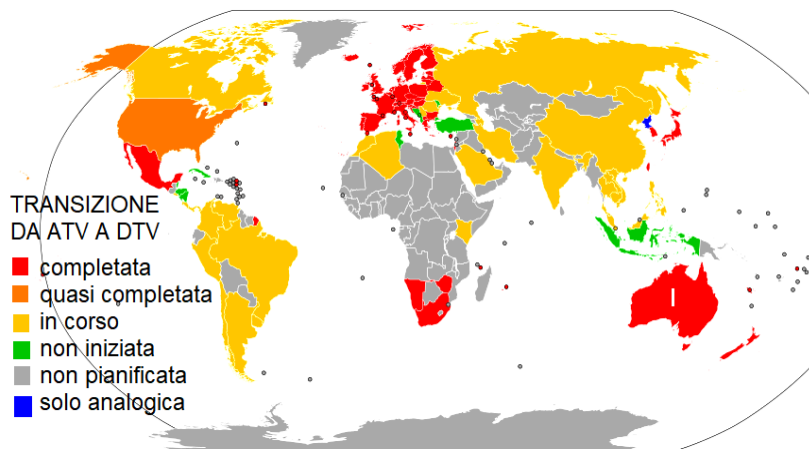 TRANSIZIONE
DA ATV A DTV
completata
quasi completata
in corso
non iniziata
non pianificata
solo analogica